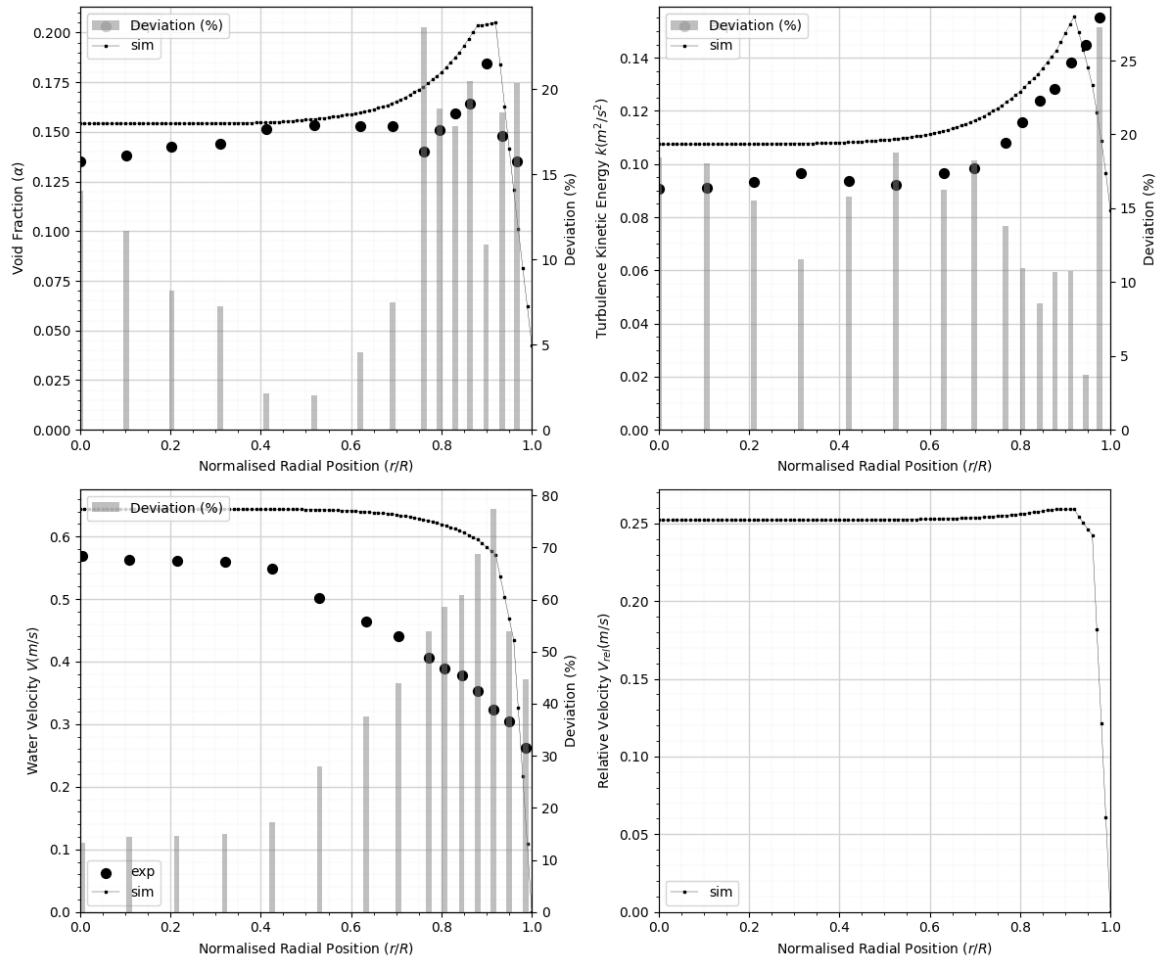 Deviation (%)
sim
0.200
0.175
0.150
0.125
0.100
0.075
0.050
0.025
0.000
Void Fraction (α)
20
15
10
5
0
Deviation (%)
0.0 0.2 0.4 0.6 0.8 1.0
Normalised Radial Position (r/R)
Deviation (%)
sim
0.14
0.12
0.10
0.08
0.06
0.04
0.02
0.00
Turbulence Kinetic Energy k(m²/s²)
25
20
15
10
5
0
Deviation (%)
0.0 0.2 0.4 0.6 0.8 1.0
Normalised Radial Position (r/R)
Deviation (%)
0.6
0.5
0.4
0.3
0.2
0.1
0.0
Water Velocity V(m/s)
exp
sim
80
70
60
50
40
30
20
10
0
Deviation (%)
0.0 0.2 0.4 0.6 0.8 1.0
Normalised Radial Position (r/R)
0.25
0.20
0.15
0.10
0.05
0.00
Relative Velocity Vrel(m/s)
sim
0.0 0.2 0.4 0.6 0.8 1.0
Normalised Radial Position (r/R)